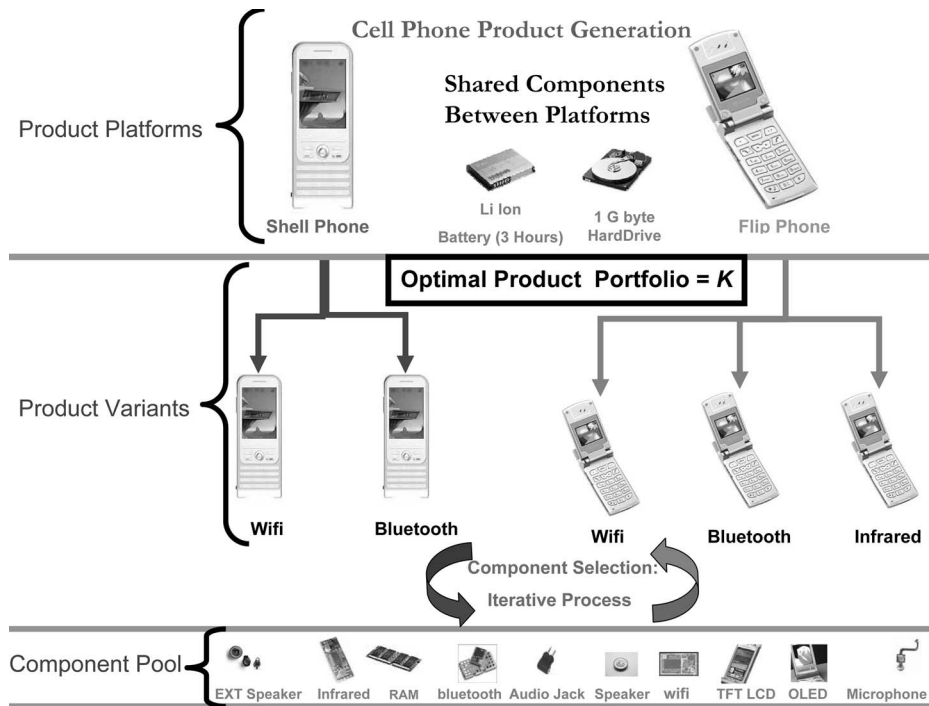 Cell Phone Product Generation
Shared Components
Between Platforms
Product Platforms
Shell Phone
Li Ion
Battery (3 Hours)
1 G byte
HardDrive
Flip Phone
Optimal Product Portfolio = K
Product Variants
Wifi
Bluetooth
Wifi
Bluetooth
Infrared
Component Selection:
Iterative Process
Component Pool
EXT Speaker
Infrared
RAM
bluetooth
Audio Jack
Speaker
wifi
TFT LCD
OLED
Microphone